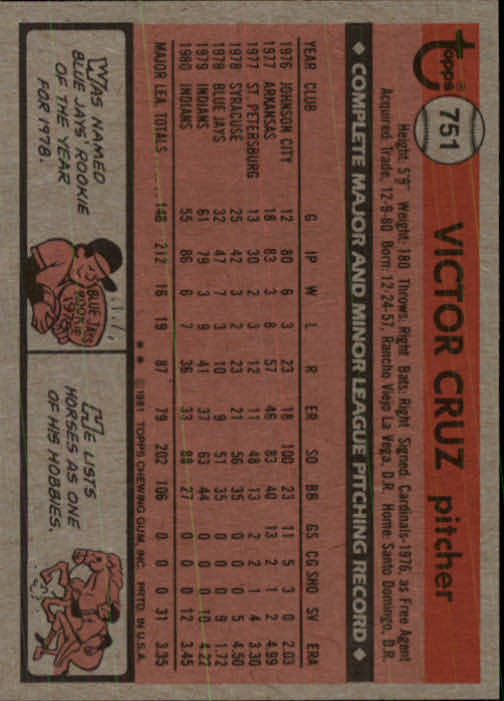 Topps®
751
VICTOR CRUZ pitcher
Height: 5'9" Weight: 180 Throws: Right Bats: Right Signed: Cardinals-1976, as Free Agent
Acquired: Trade, 12-9-80 Born: 12-24-57, Rancho Viejo La Vega, D.R. Home: Santo Domingo, D.R.
◆ COMPLETE MAJOR AND MINOR LEAGUE PITCHING RECORD ◆
YEAR CLUB G IP W L R ER SO BB GS CG SHO SV ERA
1976 JOHNSON CITY 12 80 6 3 23 18 100 23 11 5 3 0 2.03
1977 ARKANSAS 18 83 3 8 57 46 83 40 13 2 1 2 4.99
1977 ST. PETERSBURG 13 30 2 3 12 11 48 13 2 2 1 4 3.30
1978 SYRACUSE 25 42 3 2 23 21 56 35 0 0 0 5 4.50
1978 BLUE JAYS 32 47 7 3 10 9 51 35 0 0 0 9 1.72
1979 INDIANS 61 79 3 9 41 37 63 44 0 0 0 10 4.22
1980 INDIANS 55 86 6 7 36 33 88 27 0 0 0 12 3.45
MAJOR LEA. TOTALS 148 212 16 19 87 79 202 106 0 0 0 31 3.35
** © 1981 TOPPS CHEWING GUM, INC. PRTD. IN U.S.A.
WAS NAMED
BLUE JAYS' ROOKIE
OF THE YEAR
FOR 1978.
BLUE JAYS
ROOKIE
1978
HE LISTS
HORSES AS ONE
OF HIS HOBBIES.